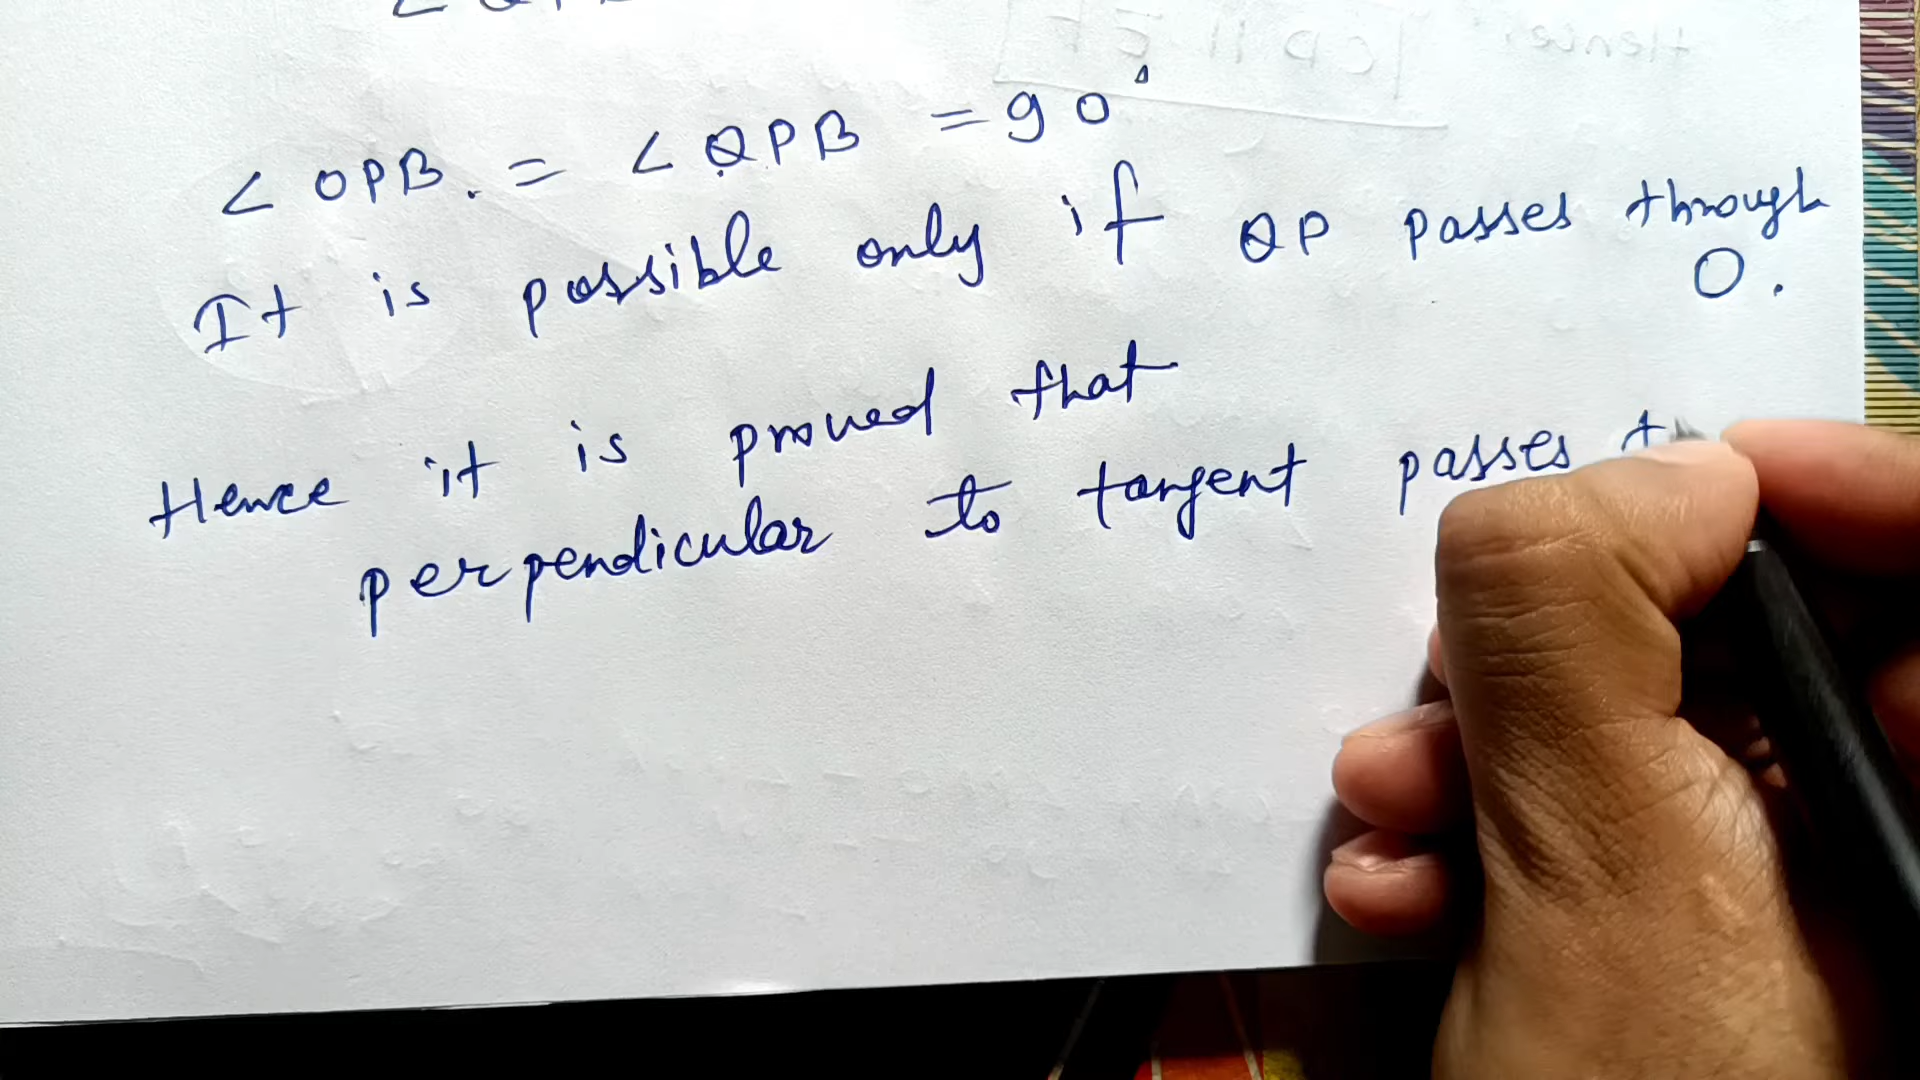 ∠OPB. = ∠QPB = 90°
It is possible only if QP passes through
O.
Hence it is proved that
perpendicular to tangent passes